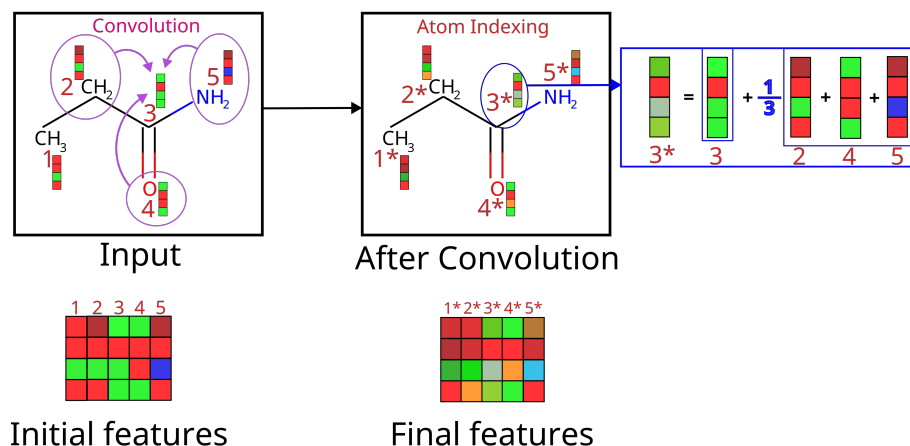 Convolution
2
CH2
5
NH2
3
CH3
1
O
4
Input
Atom Indexing
5*
2*
CH2
3*
NH2
CH3
1*
O
4*
After Convolution
= + 1/3 + +
3* 3 2 4 5
1 2 3 4 5
Initial features
1* 2* 3* 4* 5*
Final features